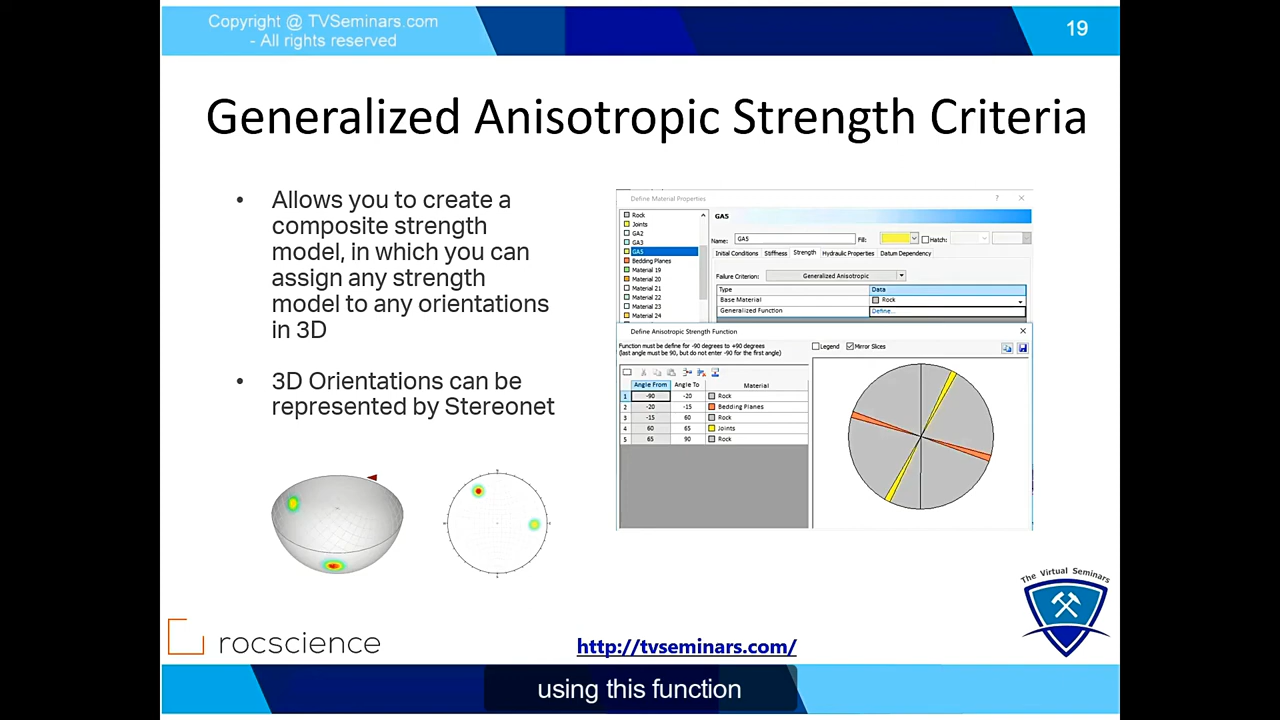 Copyright @ TVSeminars.com
- All rights reserved
19
Generalized Anisotropic Strength Criteria
• Allows you to create a
composite strength
model, in which you can
assign any strength
model to any orientations
in 3D
• 3D Orientations can be
represented by Stereonet
Define Material Properties
? ×
Rock
Joints
GA2
GA3
GA5
Bedding Planes
Material 19
Material 20
Material 21
Material 22
Material 23
Material 24
GA5
Name: GA5 Fill: Hatch:
Initial Conditions Stiffness Strength Hydraulic Properties Datum Dependency
Failure Criterion: Generalized Anisotropic
Type Data
Base Material Rock
Generalized Function Define...
Define Anisotropic Strength Function
Function must be define for -90 degrees to +90 degrees
(last angle must be 90, but do not enter -90 for the first angle)
Legend Mirror Slices
Angle From Angle To Material
1 -90 -20 Rock
2 -20 -15 Bedding Planes
3 -15 60 Rock
4 60 65 Joints
5 65 90 Rock
rocscience
http://tvseminars.com/
The Virtual Seminars
using this function